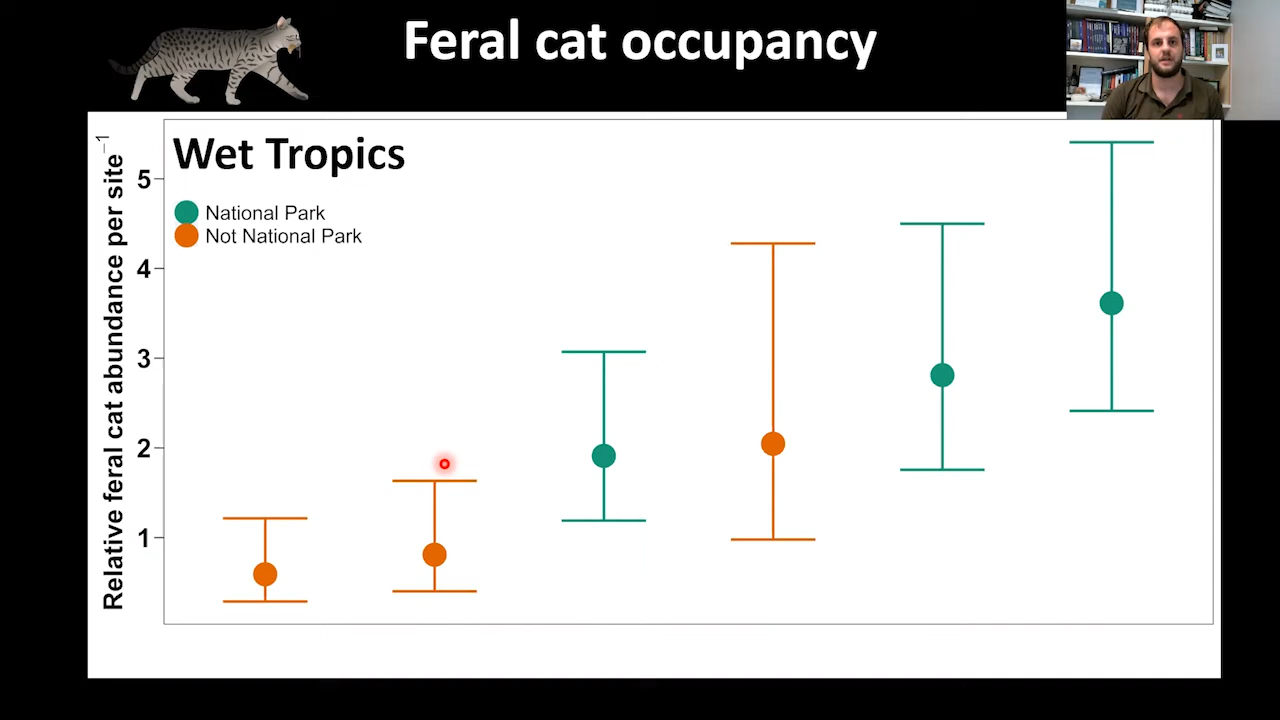 Feral cat occupancy
Wet Tropics
National Park
Not National Park
Relative feral cat abundance per site⁻¹
5
4
3
2
1